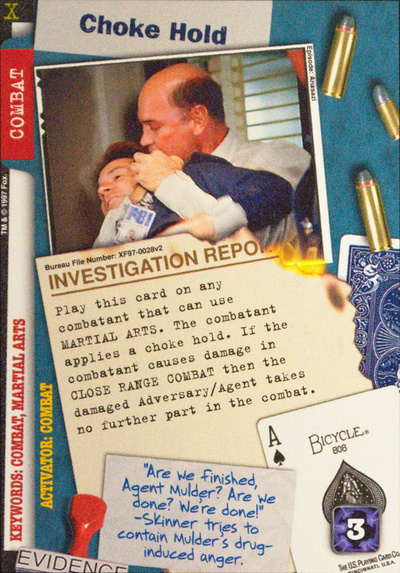 X
Choke Hold
COMBAT
Episode: Anasazi
FBI
TM & © 1997 Fox.
Bureau File Number: XF97-0028v2
INVESTIGATION REPO
Play this card on any
combatant that can use
MARTIAL ARTS. The combatant
applies a choke hold. If the
combatant causes damage in
CLOSE RANGE COMBAT then the
damaged Adversary/Agent takes
no further part in the combat.
KEYWORDS: COMBAT, MARTIAL ARTS
ACTIVATOR: COMBAT
"Are we finished,
Agent Mulder? Are we
done? We're done!"
-Skinner tries to
contain Mulder's drug-
induced anger.
A
BICYCLE®
808
3
THE U.S. PLAYING CARD CO.
CINCINNATI, U.S.A.
EVIDENCE